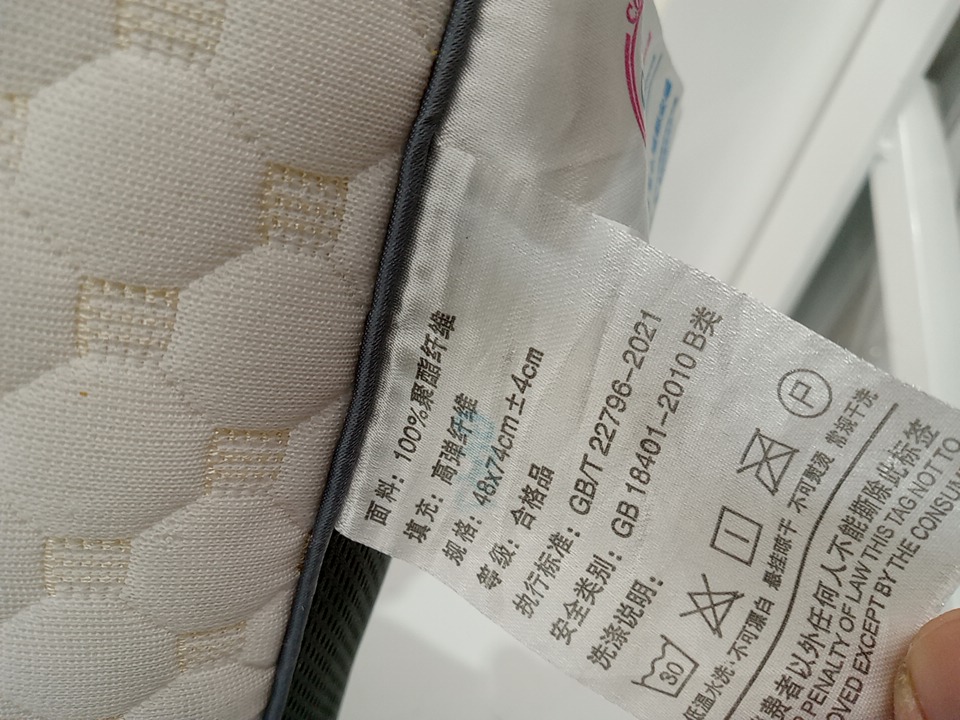 面料：100%聚酯纤维
填充：高弹纤维
规格：48x74cm±4cm
等级：合格品
执行标准：GB/T 22796-2021
安全类别：GB 18401-2010 B类
洗涤说明：
30
P
低温水洗·不可漂白 悬挂晾干 不可熨烫 常规干洗
费者以外任何人不能撕除此标签
PENALTY OF LAW THIS TAG NOT TO
OVED EXCEPT BY THE CONSUM